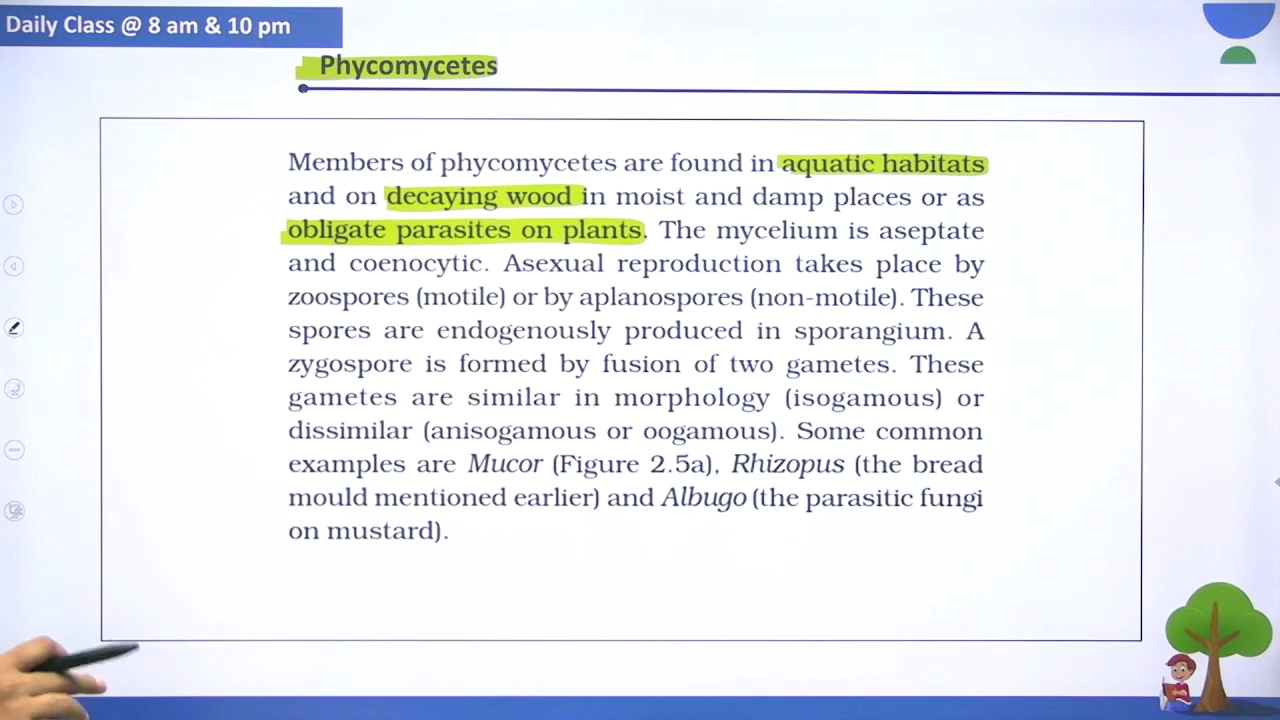 Daily Class @ 8 am & 10 pm
Phycomycetes
Members of phycomycetes are found in aquatic habitats
and on decaying wood in moist and damp places or as
obligate parasites on plants. The mycelium is aseptate
and coenocytic. Asexual reproduction takes place by
zoospores (motile) or by aplanospores (non-motile). These
spores are endogenously produced in sporangium. A
zygospore is formed by fusion of two gametes. These
gametes are similar in morphology (isogamous) or
dissimilar (anisogamous or oogamous). Some common
examples are Mucor (Figure 2.5a), Rhizopus (the bread
mould mentioned earlier) and Albugo (the parasitic fungi
on mustard).